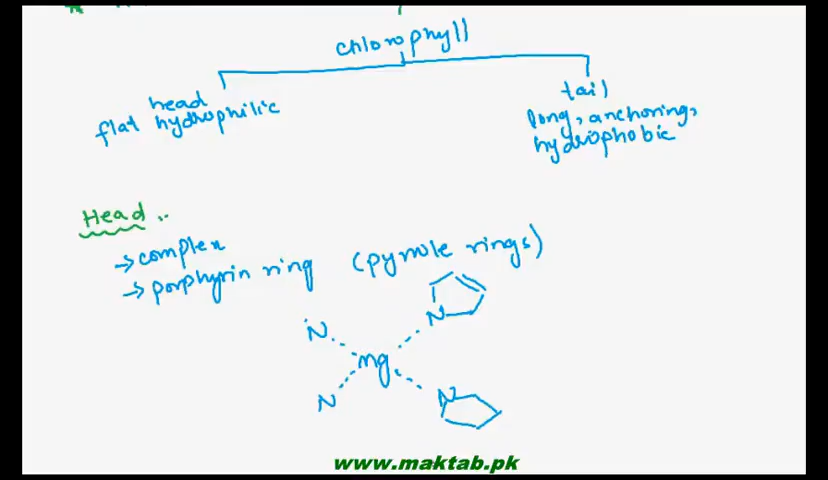 chlorophyll
head
flat hydrophilic
tail
long, anchoring,
hydrophobic
Head
→ complex
→ porphyrin ring (pyrrole rings)
N
N
Mg
N
N
www.maktab.pk